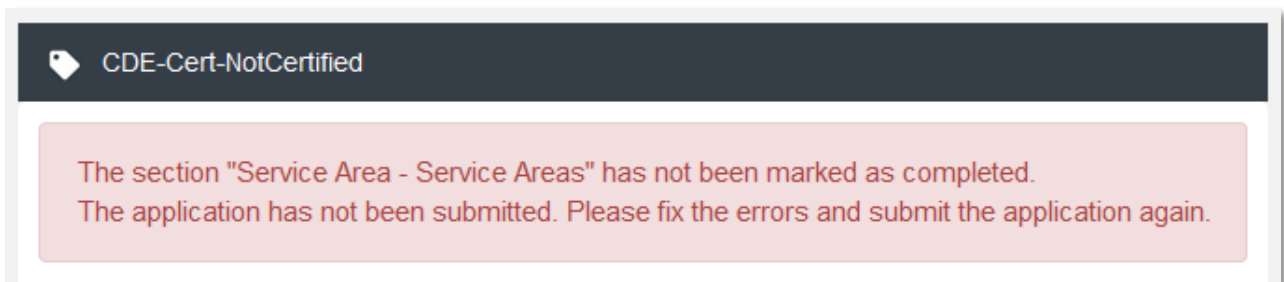 CDE-Cert-NotCertified
The section "Service Area - Service Areas" has not been marked as completed.
The application has not been submitted. Please fix the errors and submit the application again.